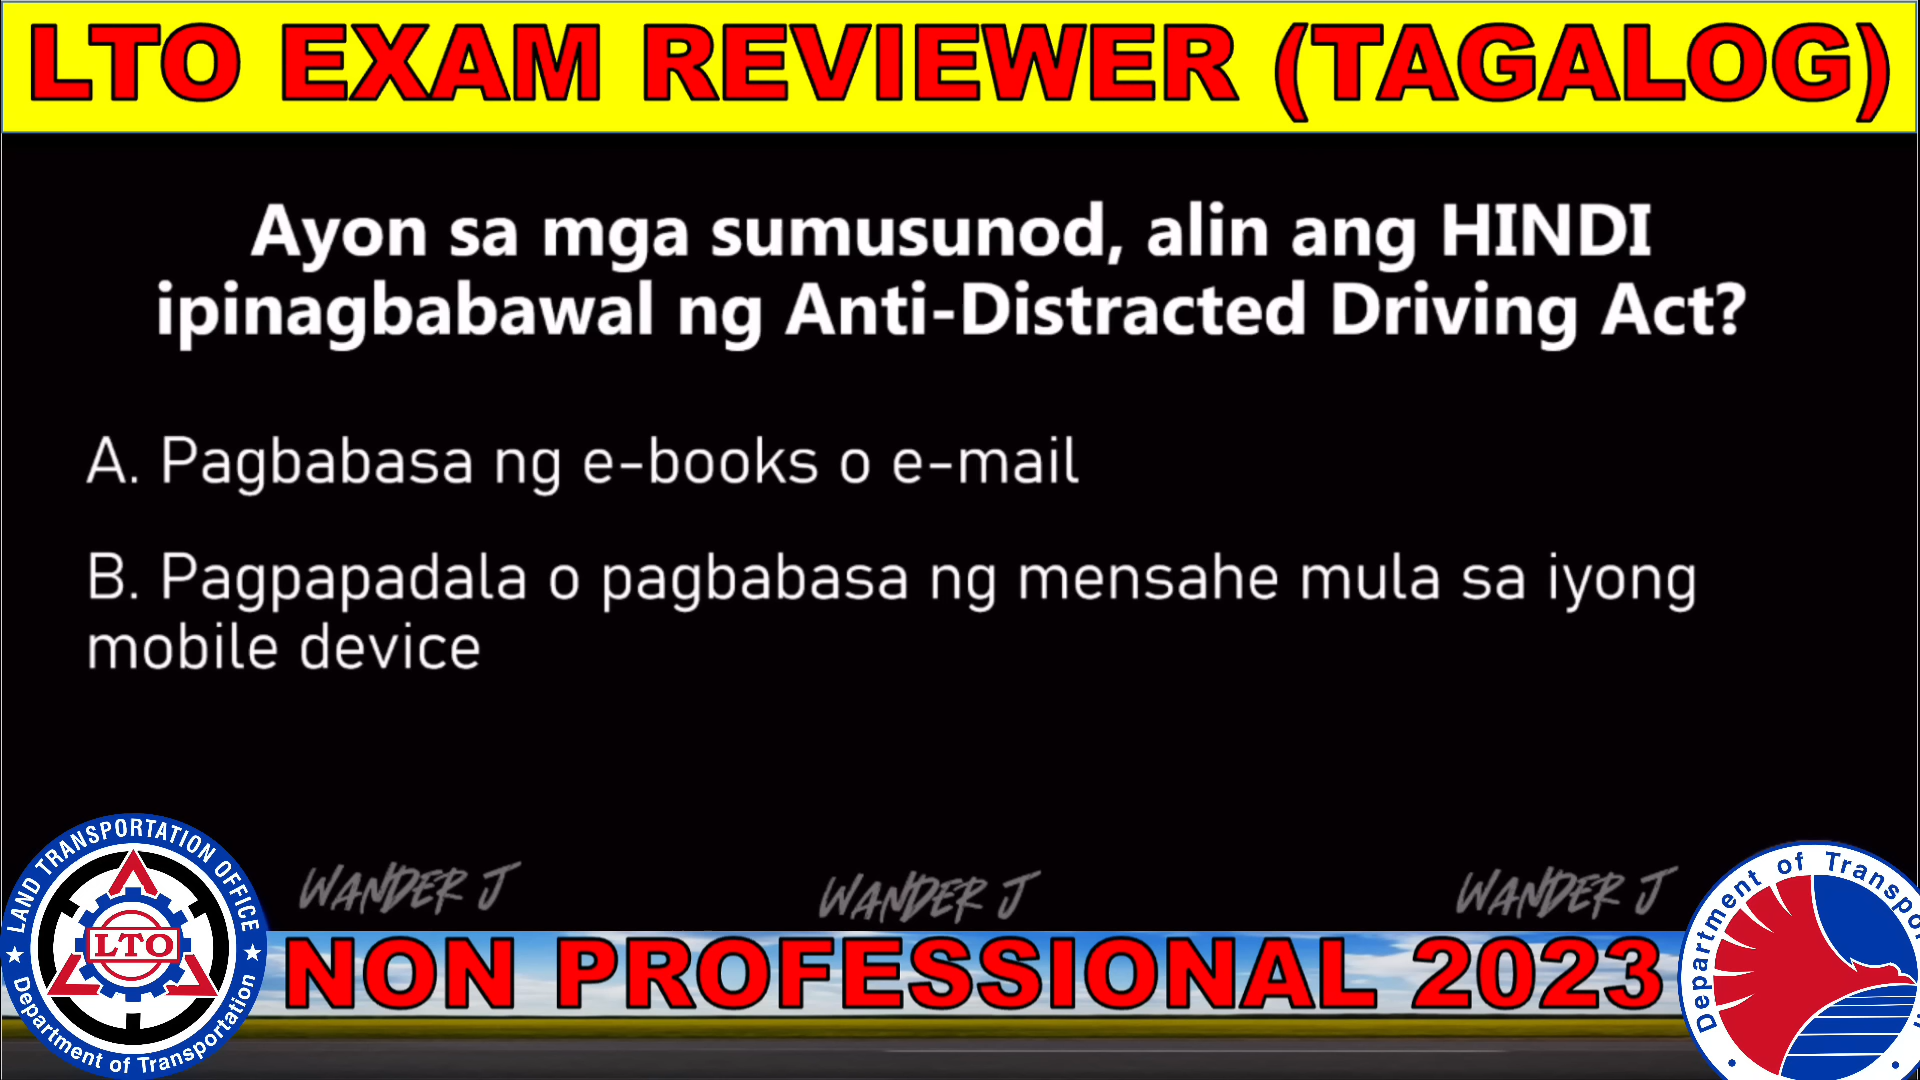 LTO EXAM REVIEWER (TAGALOG)
Ayon sa mga sumusunod, alin ang HINDI
ipinagbabawal ng Anti-Distracted Driving Act?
A. Pagbabasa ng e-books o e-mail
B. Pagpapadala o pagbabasa ng mensahe mula sa iyong
mobile device
WANDER J
WANDER J
WANDER J
LAND TRANSPORTATION OFFICE
LTO
Department of Transportation
NON PROFESSIONAL 2023
Department of